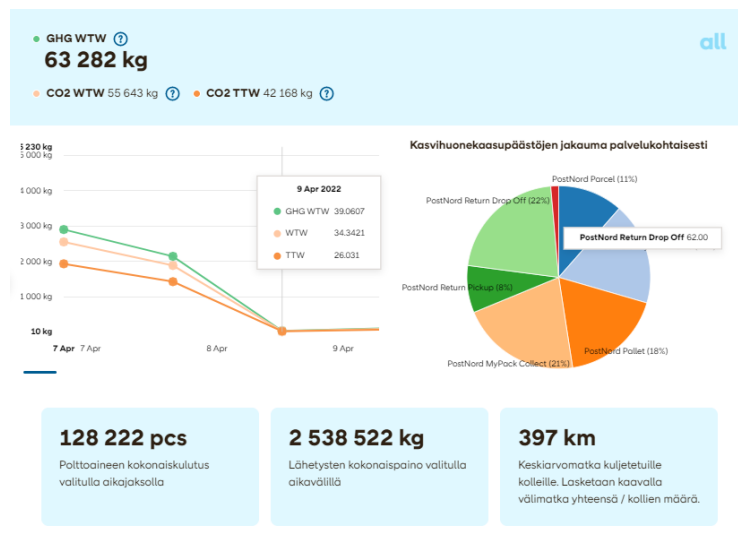 GHG WTW ?
63 282 kg
all
CO2 WTW 55 643 kg ? CO2 TTW 42 168 kg ?
230 kg
000 kg
000 kg
3 000 kg
2 000 kg
1 000 kg
10 kg
7 Apr 7 Apr
8 Apr
9 Apr
9 Apr 2022
GHG WTW 39.0607
WTW 34.3421
TTW 26.031
Kasvihuonekaasupäästöjen jakauma palvelukohtaisesti
PostNord Parcel (11%)
PostNord Return Drop Off (22%)
PostNord Return Drop Off 62.00
PostNord Return Pickup (8%)
PostNord Pallet (18%)
PostNord MyPack Collect (21%)
128 222 pcs
Polttoaineen kokonaiskulutus
valitulla aikajaksolla
2 538 522 kg
Lähetysten kokonaispaino valitulla
aikavälillä
397 km
Keskiarvomatka kuljetetuille
kolleille. Lasketaan kaavalla
välimatka yhteensä / kollien määrä.